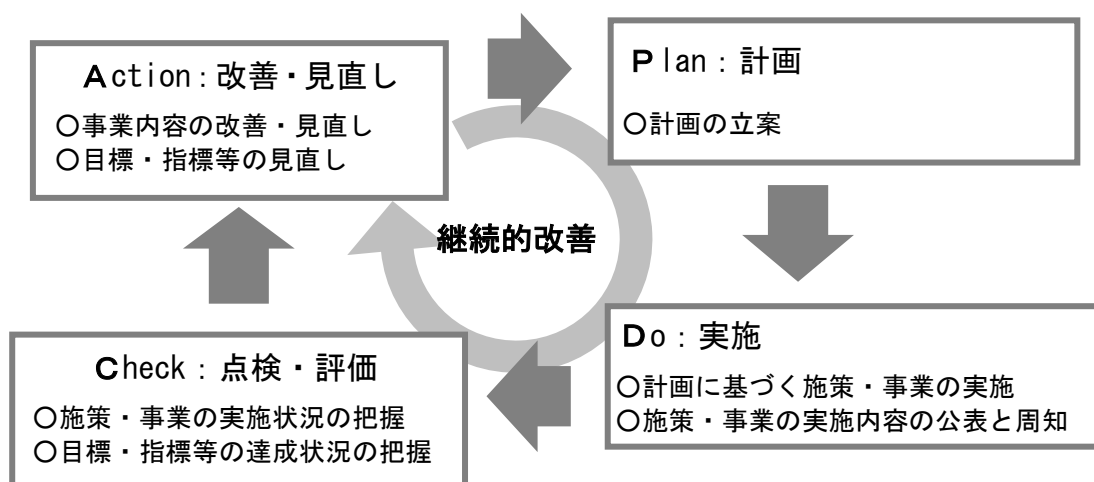 Action：改善・見直し
○事業内容の改善・見直し
○目標・指標等の見直し
Plan：計画
○計画の立案
継続的改善
Check：点検・評価
○施策・事業の実施状況の把握
○目標・指標等の達成状況の把握
Do：実施
○計画に基づく施策・事業の実施
○施策・事業の実施内容の公表と周知